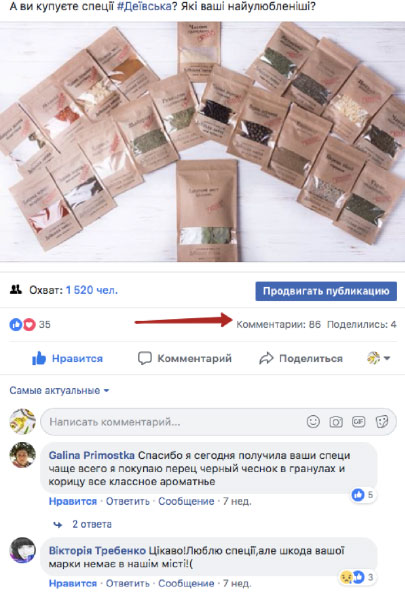 А ви купуєте спеції #Деївська? Які ваші найулюбленіші?
Охват: 1 520 чел.
Продвигать публикацию
35
Комментарии: 86 Поделились: 4
Нравится
Комментарий
Поделиться
Самые актуальные
Написать комментарий...
GIF
Galina Primostka Спасибо я сегодня получила ваши специ
чаще всего я покупаю перец черный чеснок в гранулах и
корицу все классное ароматнье
5
Нравится · Ответить · Сообщение · 7 нед.
2 ответа
Вікторія Требенко Цікаво!Люблю спеції,але шкода вашої
марки немає в нашім місті!(
3
Нравится · Ответить · Сообщение · 7 нед.